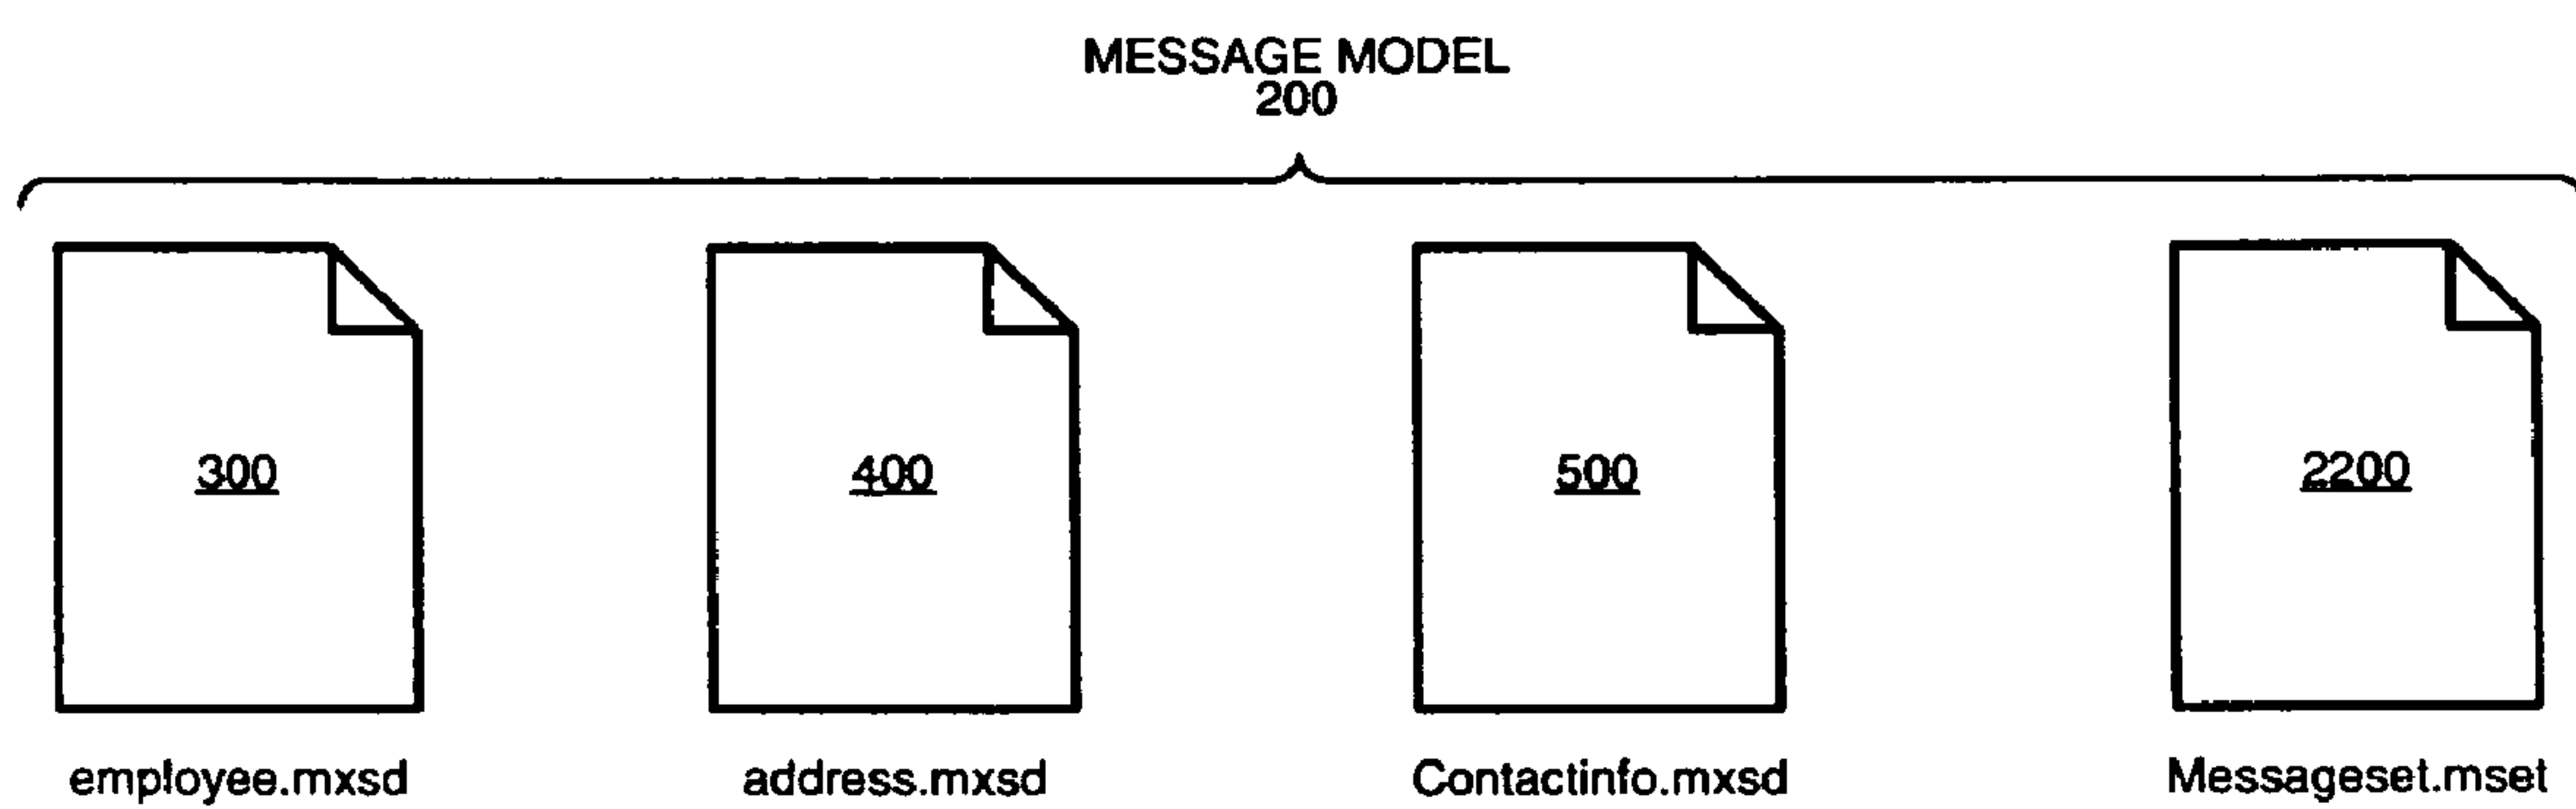 MESSAGE MODEL
200
300
400
500
2200
employee.mxsd
address.mxsd
Contactinfo.mxsd
Messageset.mset